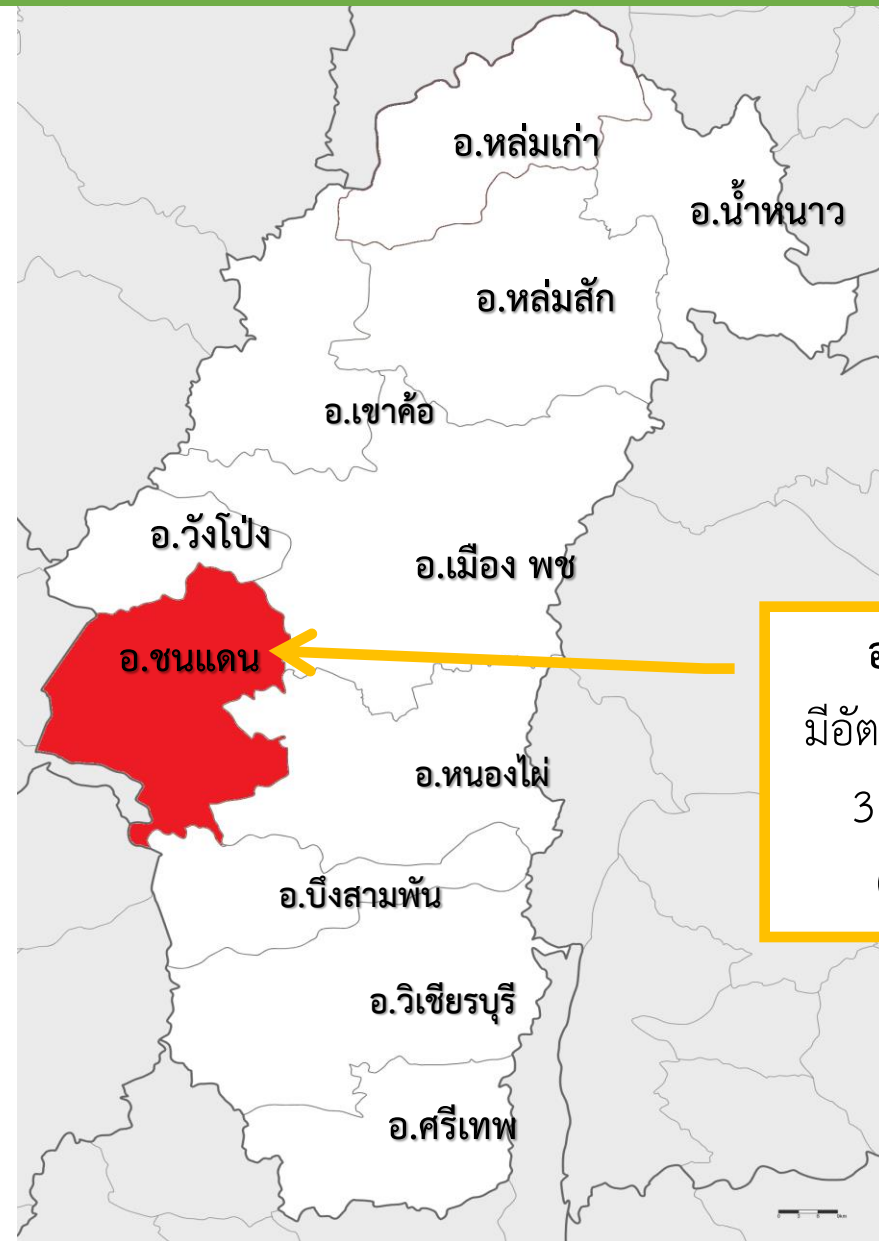 อ.หล่มเก่า
อ.น้ำหนาว
อ.หล่มสัก
อ.เขาค้อ
อ.วังโป่ง
อ.เมือง พช
อ.ชนแดน
มีอัต
3
อ.หนองไผ่
อ.บึงสามพัน
อ.วิเชียรบุรี
อ.ศรีเทพ